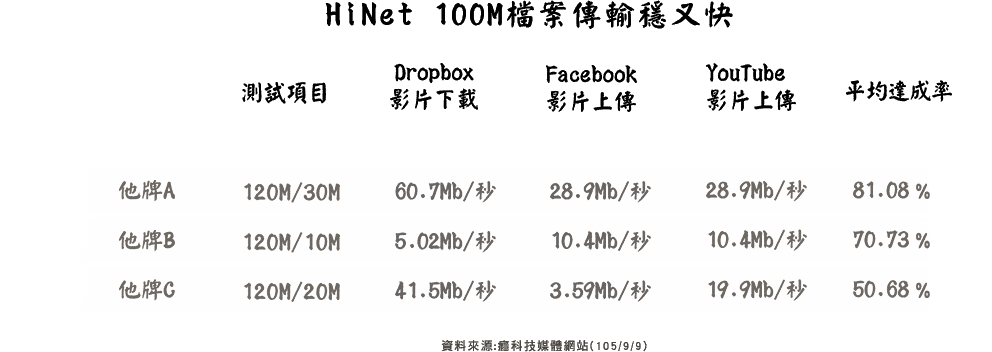 HiNet 100M檔案傳輸穩又快
測試項目 Dropbox 影片下載 Facebook 影片上傳 YouTube 影片上傳 平均達成率
他牌A 120M/30M 60.7Mb/秒 28.9Mb/秒 28.9Mb/秒 81.08%
他牌B 120M/10M 5.02Mb/秒 10.4Mb/秒 10.4Mb/秒 70.73%
他牌C 120M/20M 41.5Mb/秒 3.59Mb/秒 19.9Mb/秒 50.68%
資料來源:癮科技媒體網站(105/9/9)